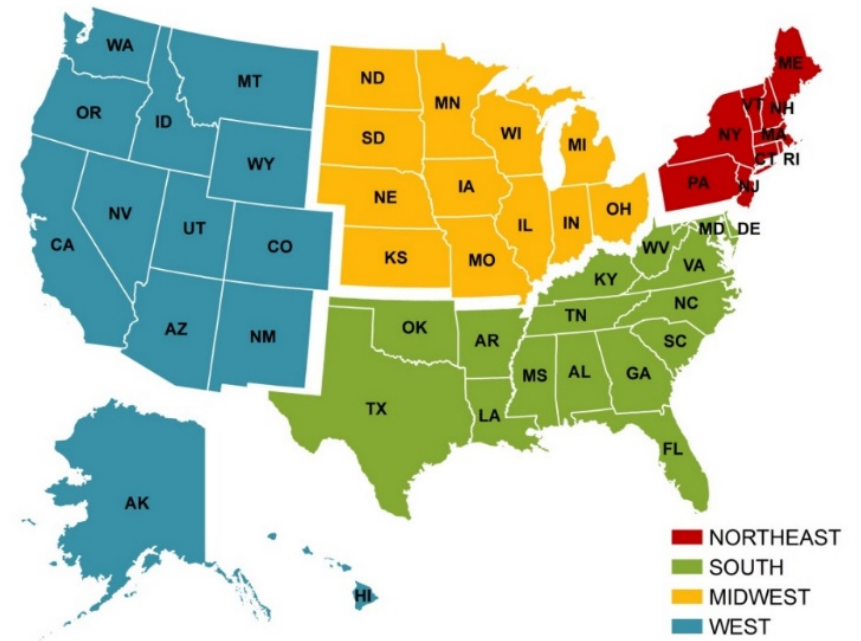 WA
MT
ND
MN
ME
OR
ID
SD
WI
MI
VT
NH
NY
MA
WY
CT
RI
PA
NJ
NE
IA
NV
UT
CO
IL
IN
OH
CA
KS
MO
WV
MD
DE
KY
VA
AZ
NM
OK
AR
TN
NC
SC
MS
AL
GA
TX
LA
FL
AK
HI
NORTHEAST
SOUTH
MIDWEST
WEST